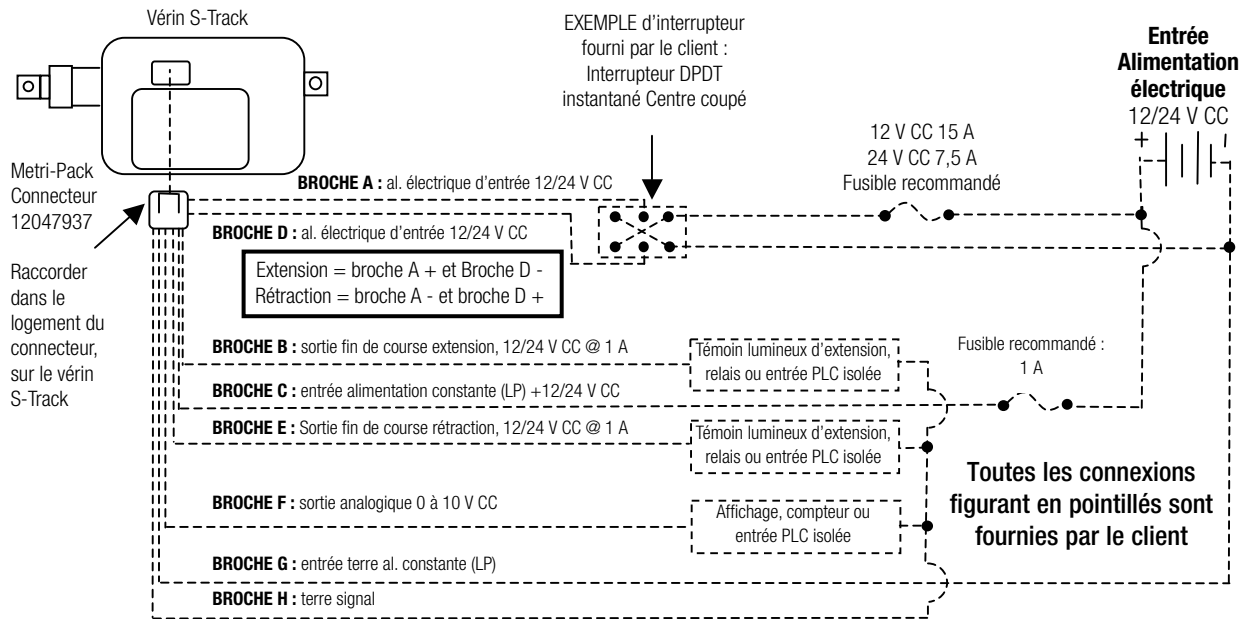 Vérin S-Track
EXEMPLE d'interrupteur
fourni par le client :
Interrupteur DPDT
instantané Centre coupé
Entrée
Alimentation
électrique
12/24 V CC
+
/
12 V CC 15 A
24 V CC 7,5 A
Fusible recommandé
Metri-Pack
Connecteur
12047937
BROCHE A : al. électrique d'entrée 12/24 V CC
BROCHE D : al. électrique d'entrée 12/24 V CC
Extension = broche A + et Broche D -
Rétraction = broche A - et broche D +
Raccorder
dans le
logement du
connecteur,
sur le vérin
S-Track
BROCHE B : sortie fin de course extension, 12/24 V CC @ 1 A
Témoin lumineux d'extension,
relais ou entrée PLC isolée
Fusible recommandé :
1 A
BROCHE C : entrée alimentation constante (LP) +12/24 V CC
BROCHE E : Sortie fin de course rétraction, 12/24 V CC @ 1 A
Témoin lumineux d'extension,
relais ou entrée PLC isolée
Toutes les connexions
figurant en pointillés sont
fournies par le client
BROCHE F : sortie analogique 0 à 10 V CC
Affichage, compteur ou
entrée PLC isolée
BROCHE G : entrée terre al. constante (LP)
BROCHE H : terre signal